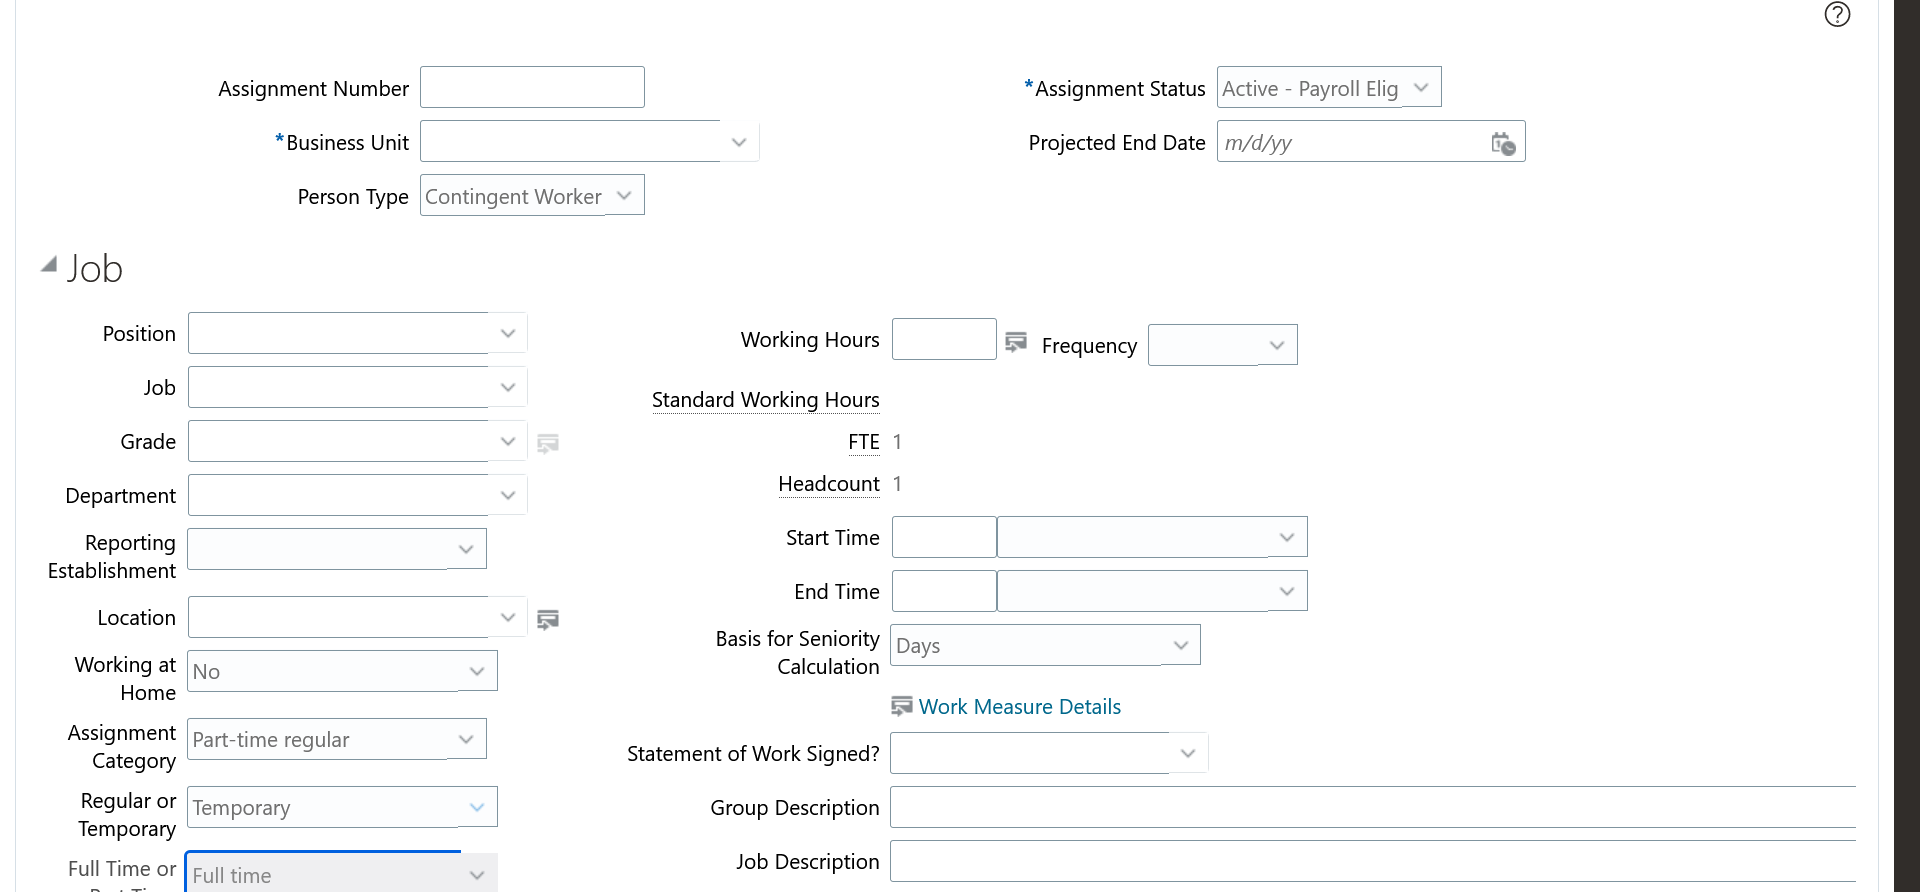 Assignment Number
*Assignment Status Active - Payroll Elig
*Business Unit
Projected End Date m/d/yy
Person Type Contingent Worker
Job
Position
Job
Grade
Department
Reporting
Establishment
Location
Working at
Home No
Assignment
Category Part-time regular
Regular or
Temporary Temporary
Full Time or
Full time
Working Hours
Frequency
Standard Working Hours
FTE 1
Headcount 1
Start Time
End Time
Basis for Seniority
Calculation Days
Work Measure Details
Statement of Work Signed?
Group Description
Job Description